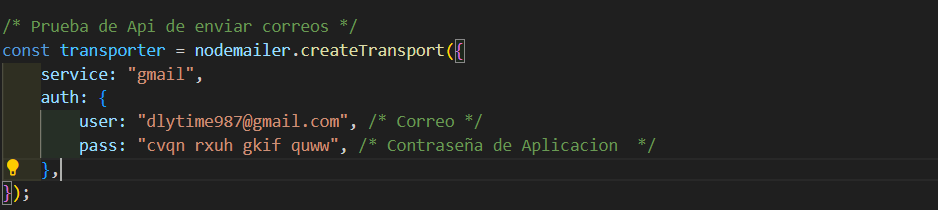 /* Prueba de Api de enviar correos */
const transporter = nodemailer.createTransport({
    service: "gmail",
    auth: {
        user: "dlytime987@gmail.com", /* Correo */
        pass: "cvqn rxuh gkif quww", /* Contraseña de Aplicacion  */
    },
});